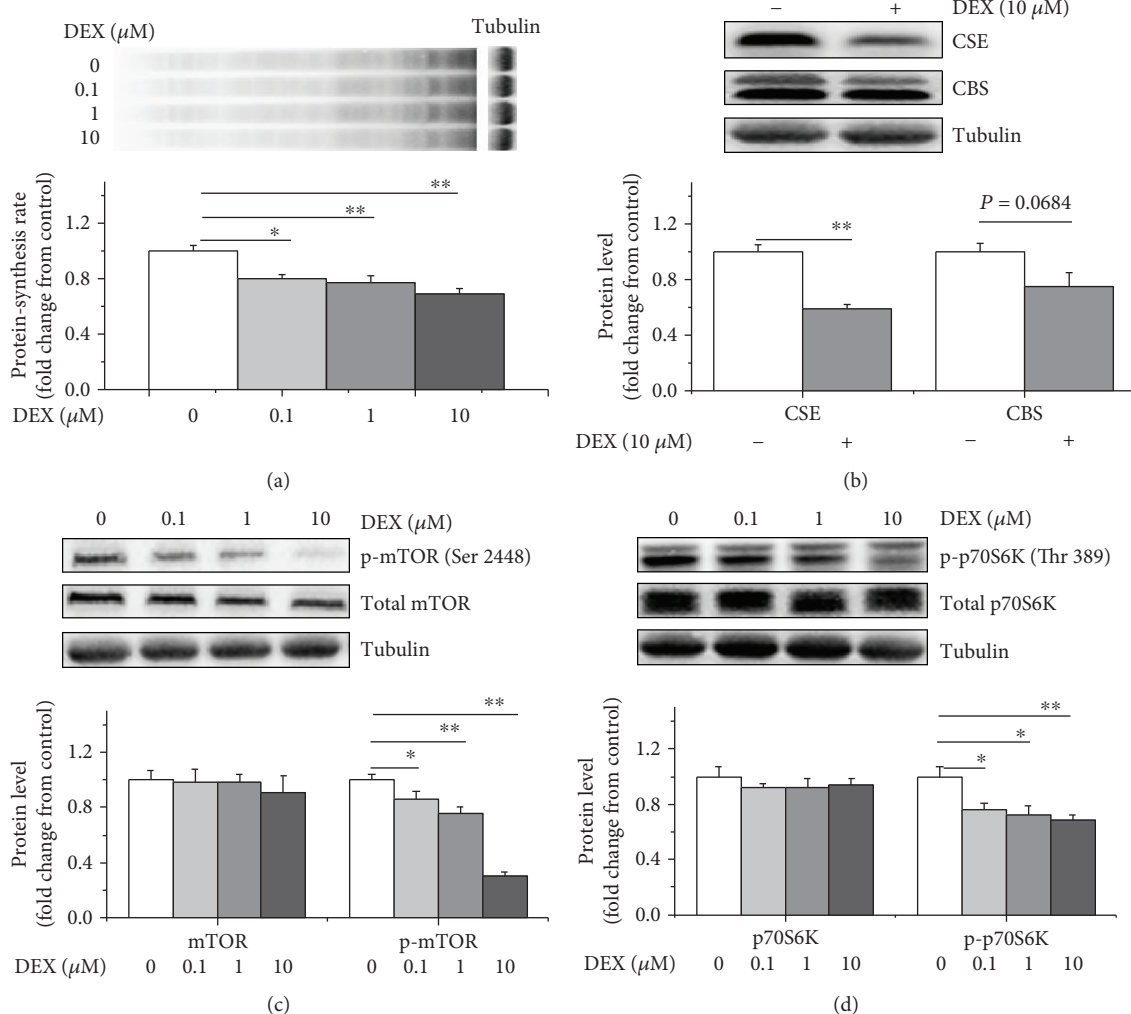 DEX (μM)
Tubulin
0
0.1
1
10
Protein-synthesis rate
(fold change from control)
1.2
0.8
0.4
0.0
**
**
*
DEX (μM)
0 0.1 1 10
(a)
− + DEX (10 μM)
CSE
CBS
Tubulin
Protein level
(fold change from control)
1.2
0.8
0.4
0.0
**
P = 0.0684
CSE CBS
DEX (10 μM) − + − +
(b)
0 0.1 1 10 DEX (μM)
p-mTOR (Ser 2448)
Total mTOR
Tubulin
Protein level
(fold change from control)
1.2
0.8
0.4
0.0
**
**
*
mTOR p-mTOR
DEX (μM) 0 0.1 1 10 0 0.1 1 10
(c)
0 0.1 1 10 DEX (μM)
p-p70S6K (Thr 389)
Total p70S6K
Tubulin
Protein level
(fold change from control)
1.2
0.8
0.4
0.0
**
*
*
p70S6K p-p70S6K
DEX (μM) 0 0.1 1 10 0 0.1 1 10
(d)